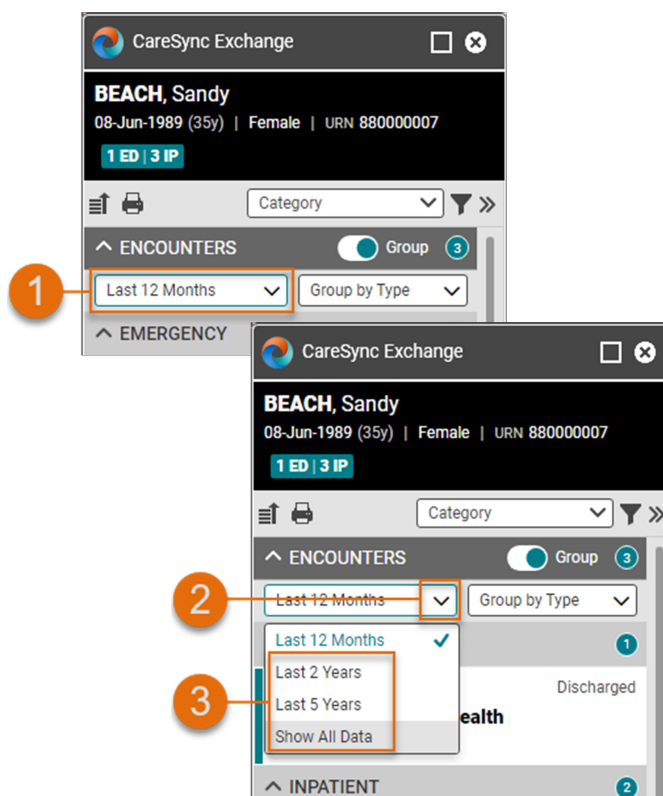 CareSync Exchange
BEACH, Sandy
08-Jun-1989 (35y) | Female | URN 880000007
1 ED | 3 IP
Category
ENCOUNTERS Group 3
1
Last 12 Months Group by Type
EMERGENCY
CareSync Exchange
BEACH, Sandy
08-Jun-1989 (35y) | Female | URN 880000007
1 ED | 3 IP
Category
ENCOUNTERS Group 3
2
Last 12 Months Group by Type
Last 12 Months 1
Last 2 Years Discharged
3
Last 5 Years
ealth
Show All Data
INPATIENT 2